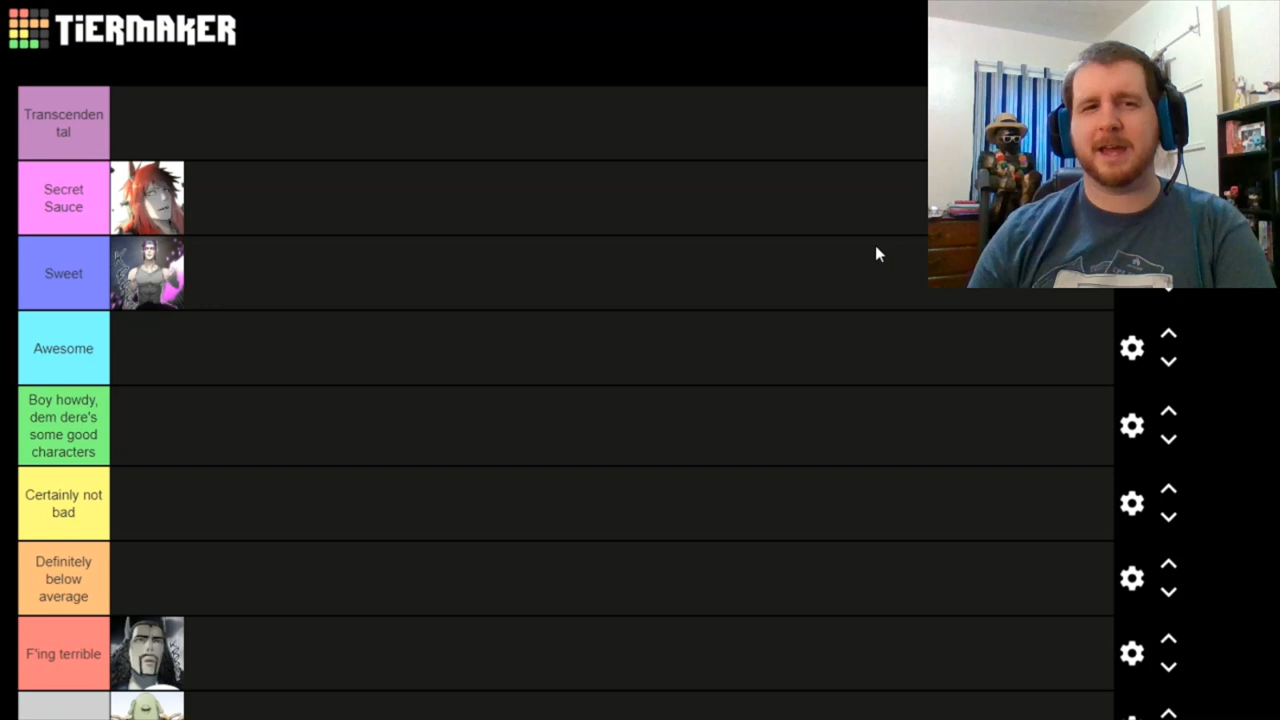 TiERMAKER
Transcenden
tal
Secret
Sauce
Sweet
Awesome
Boy howdy,
dem dere's
some good
characters
Certainly not
bad
Definitely
below
average
F'ing terrible